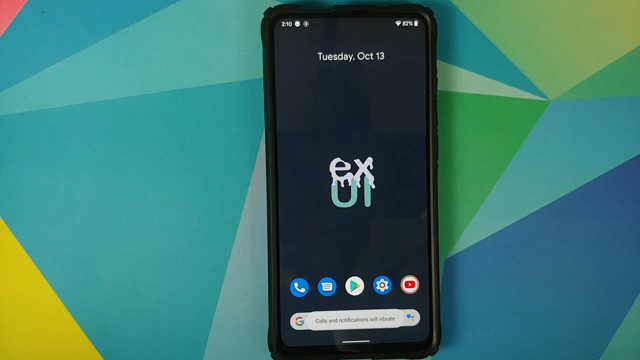 2:10
82%
Tuesday, Oct 13
ex
UI
Calls and notifications will vibrate